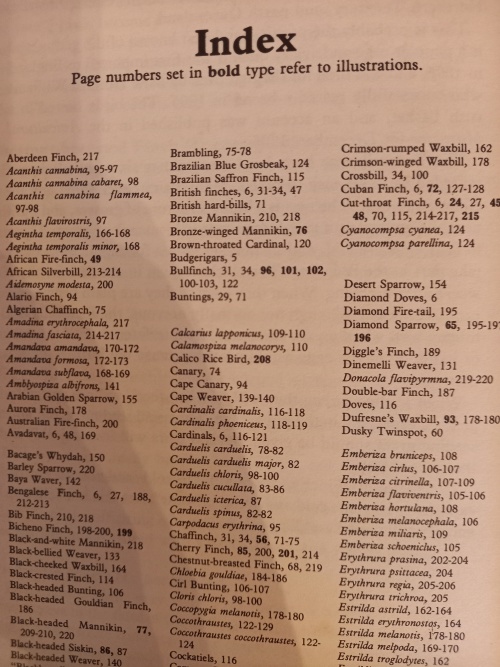 Index
Page numbers set in bold type refer to illustrations.
Aberdeen Finch, 217
Acanthis cannabina, 95-97
Acanthis cannabina cabaret, 98
Acanthis cannabina flammea,
97-98
Acanthis flavirostris, 97
Aegintha temporalis, 166-168
Aegintha temporalis minor, 168
African Fire-finch, 49
African Silverbill, 213-214
Aidemosyne modesta, 200
Alario Finch, 94
Algerian Chaffinch, 75
Amadina erythrocephala, 217
Amadina fasciata, 214-217
Amandava amandava, 170-172
Amandava formosa, 172-173
Amandava subflava, 168-169
Amblyospiza albifrons, 141
Arabian Golden Sparrow, 155
Aurora Finch, 178
Australian Fire-finch, 200
Avadavat, 6, 48, 169
Bacage's Whydah, 150
Barley Sparrow, 220
Baya Waver, 142
Bengalese Finch, 6, 27, 188,
212-213
Bib Finch, 210, 218
Bicheno Finch, 198-200, 199
Black-and-white Mannikin, 218
Black-bellied Weaver, 133
Black-cheeked Waxbill, 164
Black-crested Finch, 114
Black-headed Bunting, 106
Black-headed Gouldian Finch,
186
Black-headed Mannikin, 77,
209-210, 220
Black-headed Siskin, 86, 87
Black-headed Weaver, 140
Brambling, 75-78
Brazilian Blue Grosbeak, 124
Brazilian Saffron Finch, 115
British finches, 6, 31-34, 47
British hard-bills, 71
Bronze Mannikin, 210, 218
Bronze-winged Mannikin, 76
Brown-throated Cardinal, 120
Budgerigars, 5
Bullfinch, 31, 34, 96, 101, 102,
100-103, 122
Buntings, 29, 71
Calcarius lapponicus, 109-110
Calamospiza melanocorys, 110
Calico Rice Bird, 208
Canary, 74
Cape Canary, 94
Cape Weaver, 139-140
Cardinalis cardinalis, 116-118
Cardinalis phoeniceus, 118-119
Cardinals, 6, 116-121
Carduelis carduelis, 78-82
Carduelis carduelis major, 82
Carduelis chloris, 98-100
Carduelis cucullata, 83-86
Carduelis icterica, 87
Carduelis spinus, 82-82
Carpodacus erythrina, 95
Chaffinch, 31, 34, 56, 71-75
Cherry Finch, 85, 200, 201, 214
Chestnut-breasted Finch, 68, 219
Chloebia gouldiae, 184-186
Cirl Bunting, 106-107
Cloris chloris, 98-100
Coccopygia melanotis, 178-180
Coccothraustes, 122-129
Coccothraustes coccothraustes, 122-
124
Cockatiels, 116
Crimson-rumped Waxbill, 162
Crimson-winged Waxbill, 178
Crossbill, 34, 100
Cuban Finch, 6, 72, 127-128
Cut-throat Finch, 6, 24, 27, 45
48, 70, 115, 214-217, 215
Cyanocompsa cyanea, 124
Cyanocompsa parellina, 124
Desert Sparrow, 154
Diamond Doves, 6
Diamond Fire-tail, 195
Diamond Sparrow, 65, 195-197
196
Diggle's Finch, 189
Dinemelli Weaver, 131
Donacola flavipyrmna, 219-220
Double-bar Finch, 187
Doves, 116
Dufresne's Waxbill, 93, 178-180
Dusky Twinspot, 60
Emberiza bruniceps, 108
Emberiza cirlus, 106-107
Emberiza citrinella, 107-109
Emberiza flaviventris, 105-106
Emberiza hortulana, 108
Emberiza melanocephala, 106
Emberiza miliaris, 109
Emberiza schoeniclus, 105
Erythrura prasina, 202-204
Erythrura psittacea, 204
Erythrura regia, 205-206
Erythrura trichroa, 205
Estrilda astrild, 162-164
Estrilda erythronotos, 164
Estrilda melanotis, 178-180
Estrilda melpoda, 169-170
Estrilda troglodytes, 162